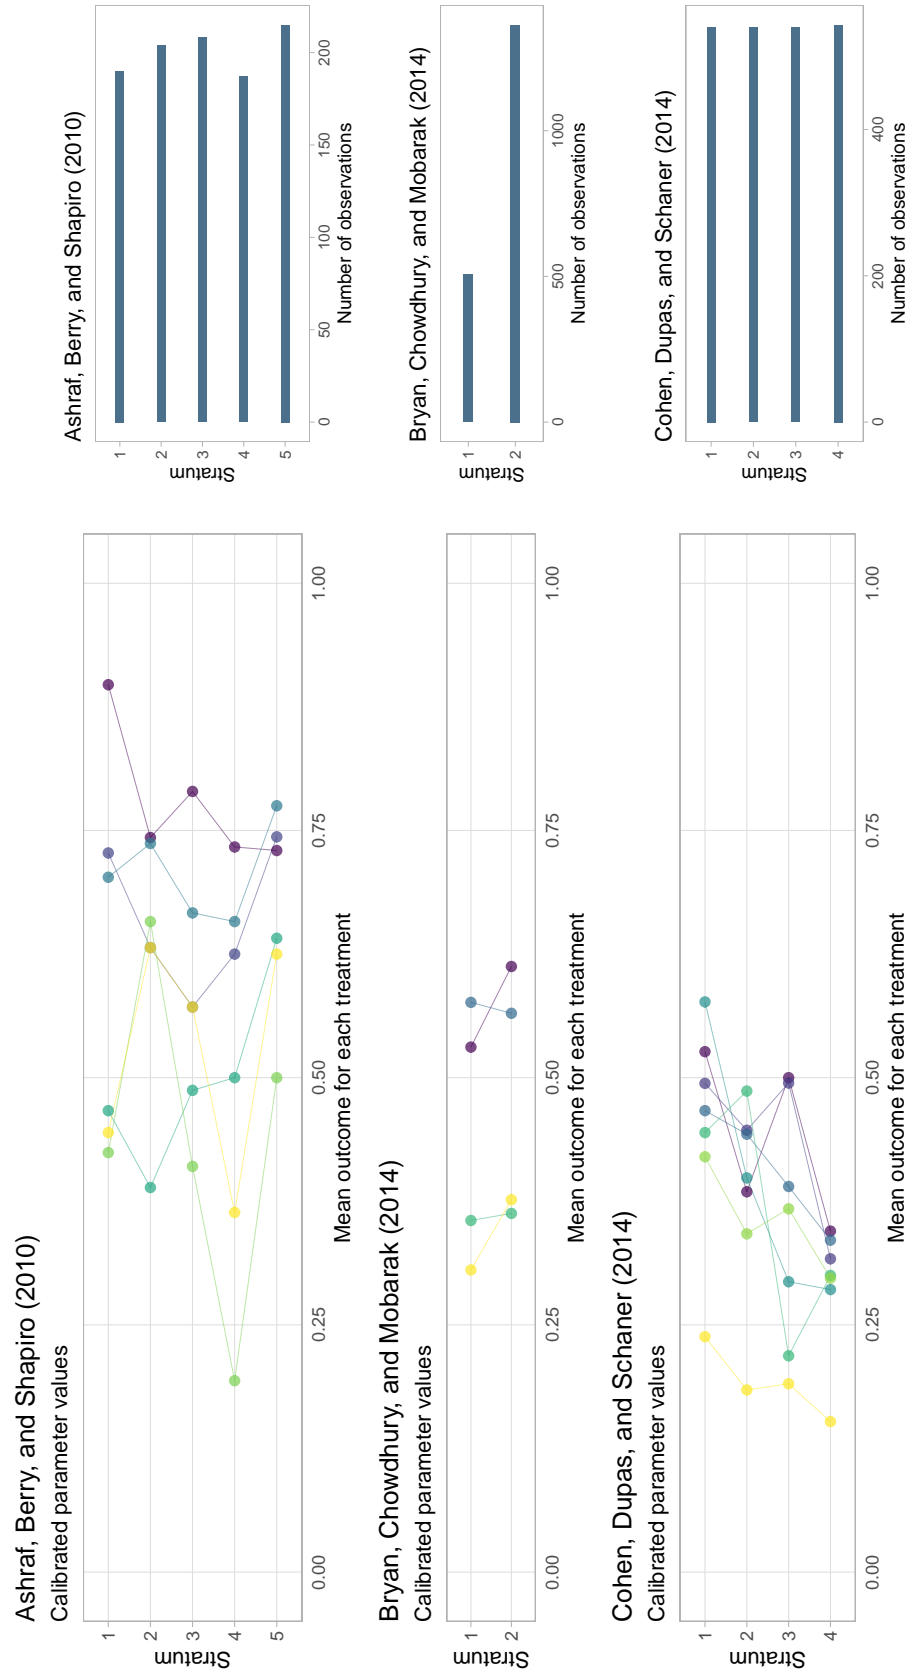 Ashraf, Berry, and Shapiro (2010)
Calibrated parameter values
Stratum
1
2
3
4
5
0.00 0.25 0.50 0.75 1.00
Mean outcome for each treatment
Ashraf, Berry, and Shapiro (2010)
Stratum
1
2
3
4
5
0 50 100 150 200
Number of observations
Bryan, Chowdhury, and Mobarak (2014)
Calibrated parameter values
Stratum
1
2
0.00 0.25 0.50 0.75 1.00
Mean outcome for each treatment
Bryan, Chowdhury, and Mobarak (2014)
Stratum
1
2
0 500 1000
Number of observations
Cohen, Dupas, and Schaner (2014)
Calibrated parameter values
Stratum
1
2
3
4
0.00 0.25 0.50 0.75 1.00
Mean outcome for each treatment
Cohen, Dupas, and Schaner (2014)
Stratum
1
2
3
4
0 200 400
Number of observations